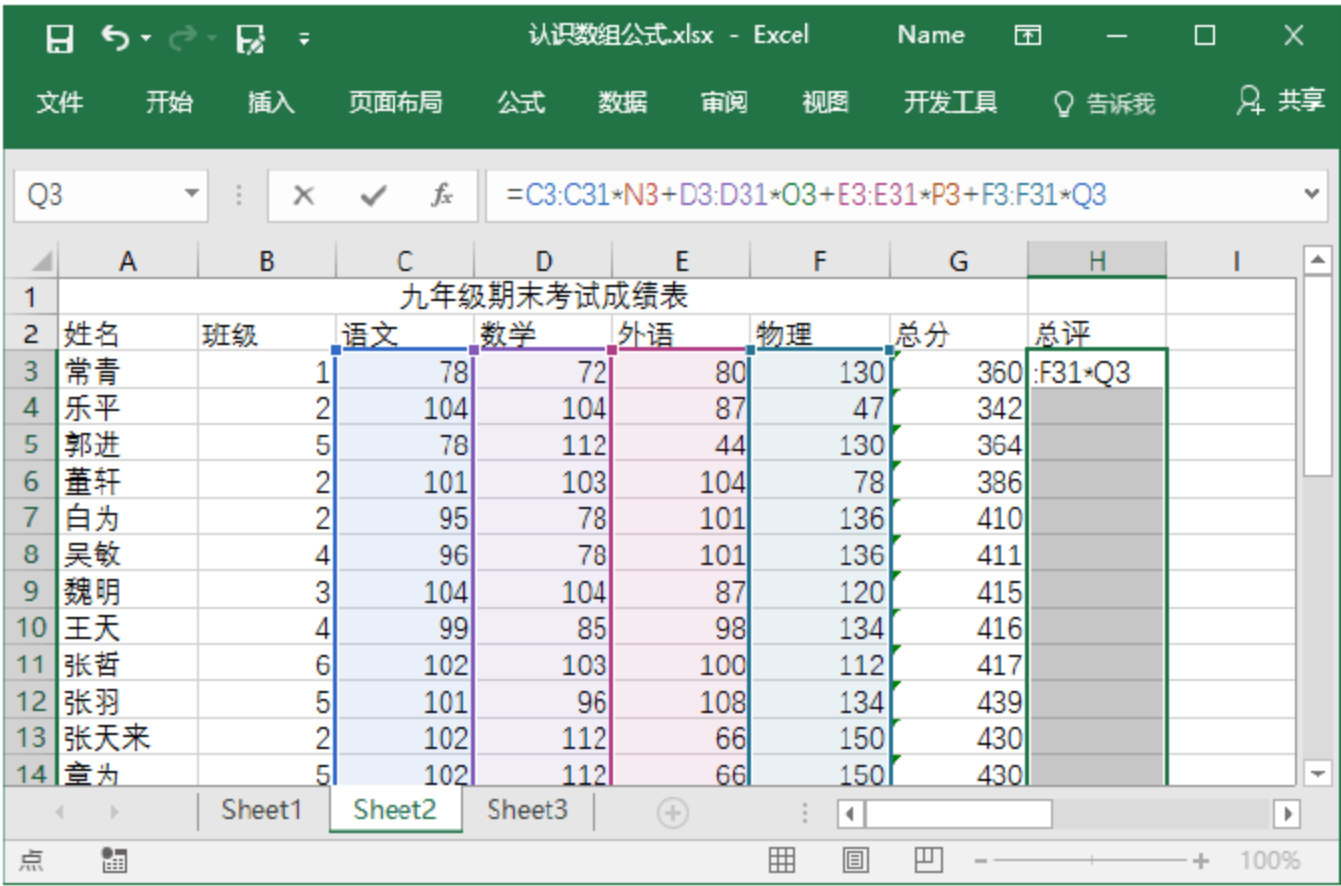 认识数组公式.xlsx - Excel Name
文件 开始 插入 页面布局 公式 数据 审阅 视图 开发工具 告诉我 共享
Q3 fx =C3:C31*N3+D3:D31*O3+E3:E31*P3+F3:F31*Q3
A B C D E F G H I
1 九年级期末考试成绩表
2 姓名 班级 语文 数学 外语 物理 总分 总评
3 常青 1 78 72 80 130 360 :F31*Q3
4 乐平 2 104 104 87 47 342
5 郭进 5 78 112 44 130 364
6 董轩 2 101 103 104 78 386
7 白为 2 95 78 101 136 410
8 吴敏 4 96 78 101 136 411
9 魏明 3 104 104 87 120 415
10 王天 4 99 85 98 134 416
11 张哲 6 102 103 100 112 417
12 张羽 5 101 96 108 134 439
13 张天来 2 102 112 66 150 430
14 章为 5 102 112 66 150 430
Sheet1 Sheet2 Sheet3
点 100%